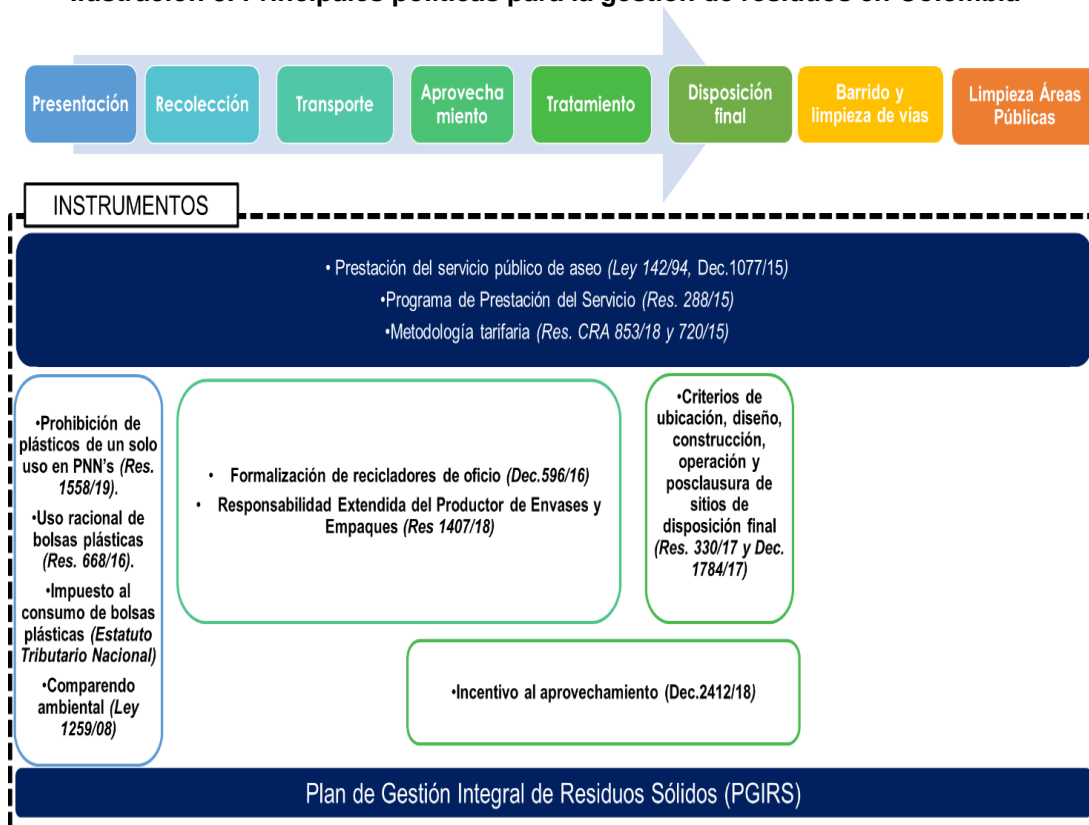 Presentación
Recolección
Transporte
Aprovecha
miento
Tratamiento
Disposición
final
Barrido y
limpieza de vías
Limpieza Áreas
Públicas
INSTRUMENTOS
• Prestación del servicio público de aseo (Ley 142/94, Dec.1077/15)
•Programa de Prestación del Servicio (Res. 288/15)
•Metodología tarifaria (Res. CRA 853/18 y 720/15)
•Prohibición de
plásticos de un solo
uso en PNN's (Res.
1558/19).
•Uso racional de
bolsas plásticas
(Res. 668/16).
•Impuesto al
consumo de bolsas
plásticas (Estatuto
Tributario Nacional)
•Comparendo
ambiental (Ley
1259/08)
• Formalización de recicladores de oficio (Dec.596/16)
• Responsabilidad Extendida del Productor de Envases y
Empaques (Res 1407/18)
•Criterios de
ubicación, diseño,
construcción,
operación y
posclausura de
sitios de
disposición final
(Res. 330/17 y Dec.
1784/17)
•Incentivo al aprovechamiento (Dec.2412/18)
Plan de Gestión Integral de Residuos Sólidos (PGIRS)